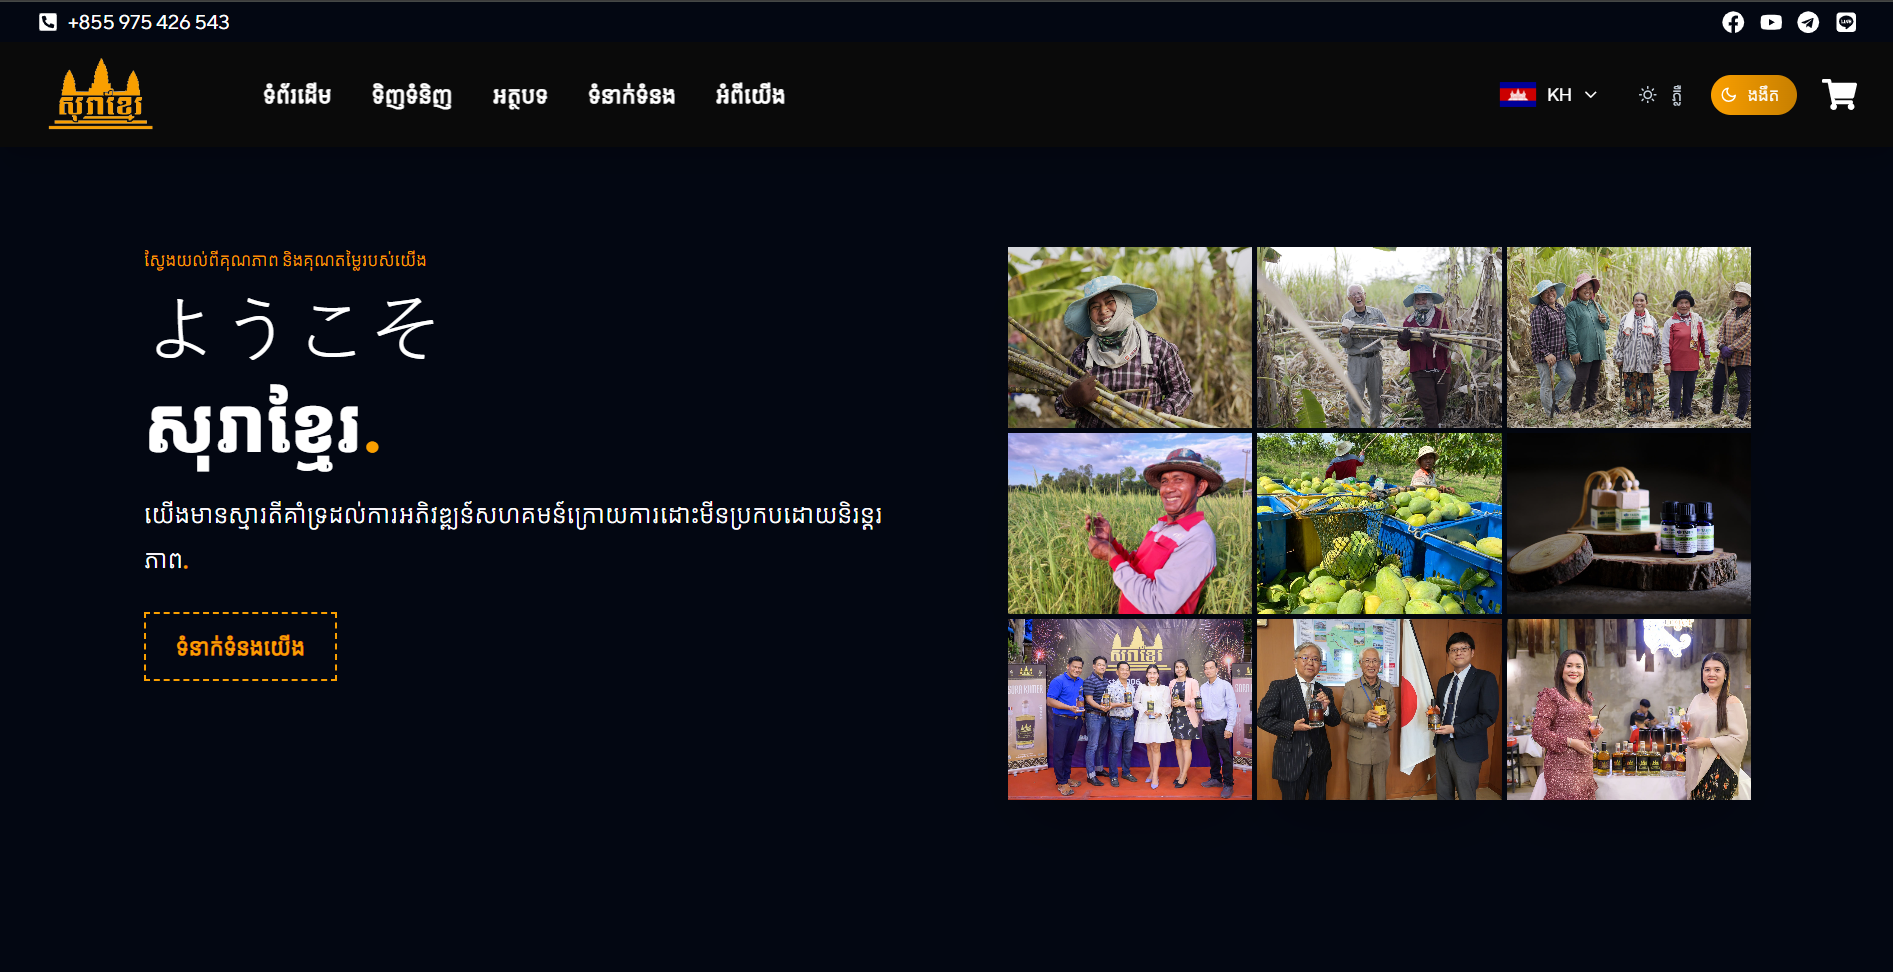 +855 975 426 543
សុរាខ្មែរ
ទំព័រដើម
ទិញទំនិញ
អត្ថបទ
ទំនាក់ទំនង
អំពីយើង
KH
ភ្លឺ
ងងឹត
ស្វែងយល់ពីគុណភាព និងគុណតម្លៃរបស់យើង
ようこそ
សុរាខ្មែរ.
យើងមានស្មារតីគាំទ្រដល់ការអភិវឌ្ឍន៍សហគមន៍ក្រោយការដោះមីនប្រកបដោយនិរន្តរ
ភាព.
ទំនាក់ទំនងយើង
សុរាខ្មែរ